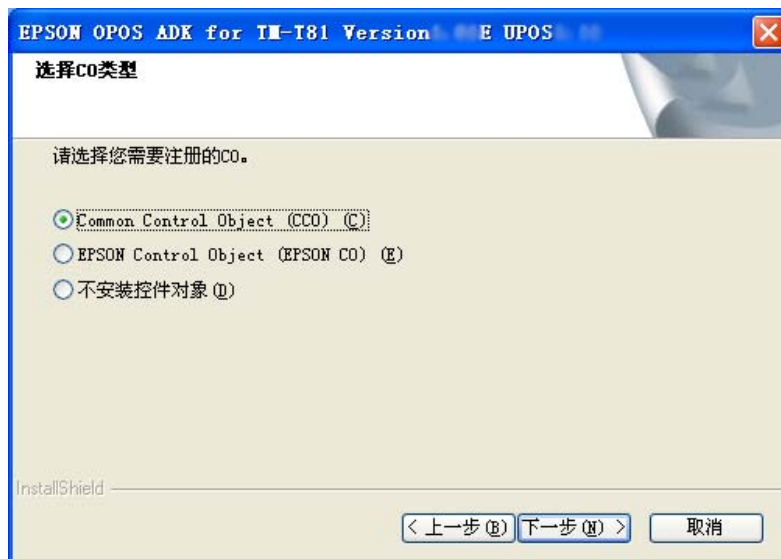 EPSON OPOS ADK for TM-T81 Version E UPOS
选择CO类型
请选择您需要注册的CO。
Common Control Object (CCO) (C)
EPSON Control Object (EPSON CO) (E)
不安装控件对象(D)
InstallShield
< 上一步(B) 下一步(N) > 取消